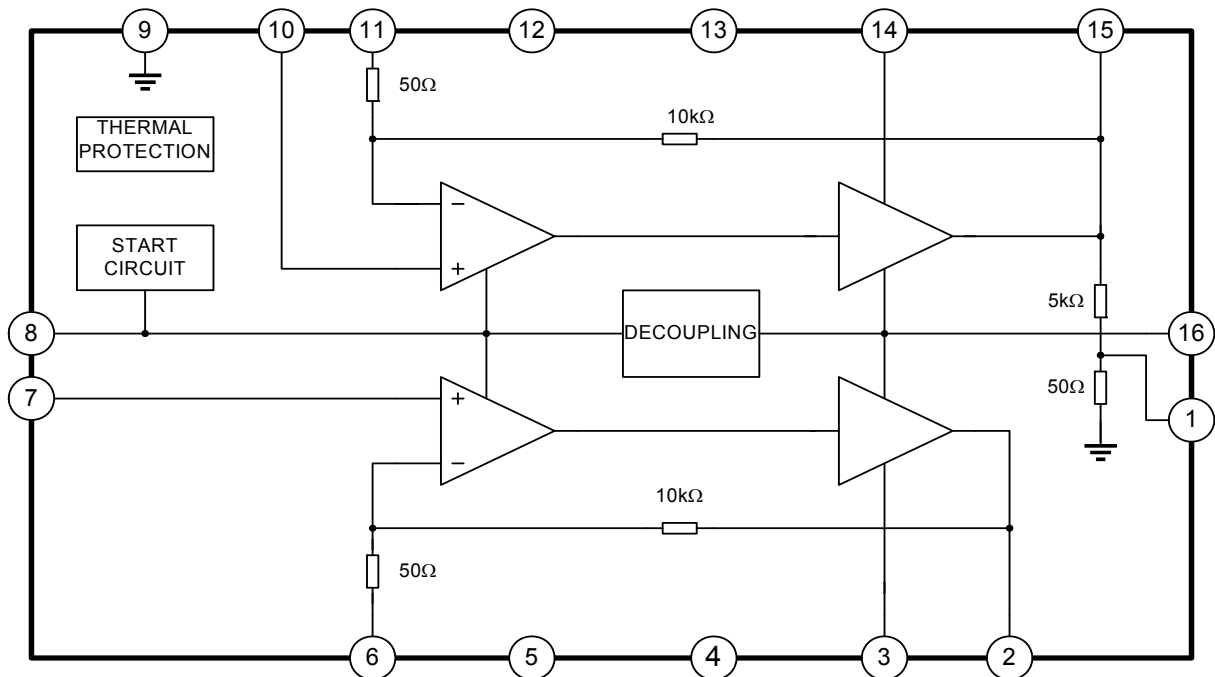 9
10
11
12
13
14
15
50Ω
10kΩ
THERMAL
PROTECTION
−
START
CIRCUIT
+
5kΩ
8
DECOUPLING
16
7
+
50Ω
1
−
10kΩ
50Ω
6
5
4
3
2